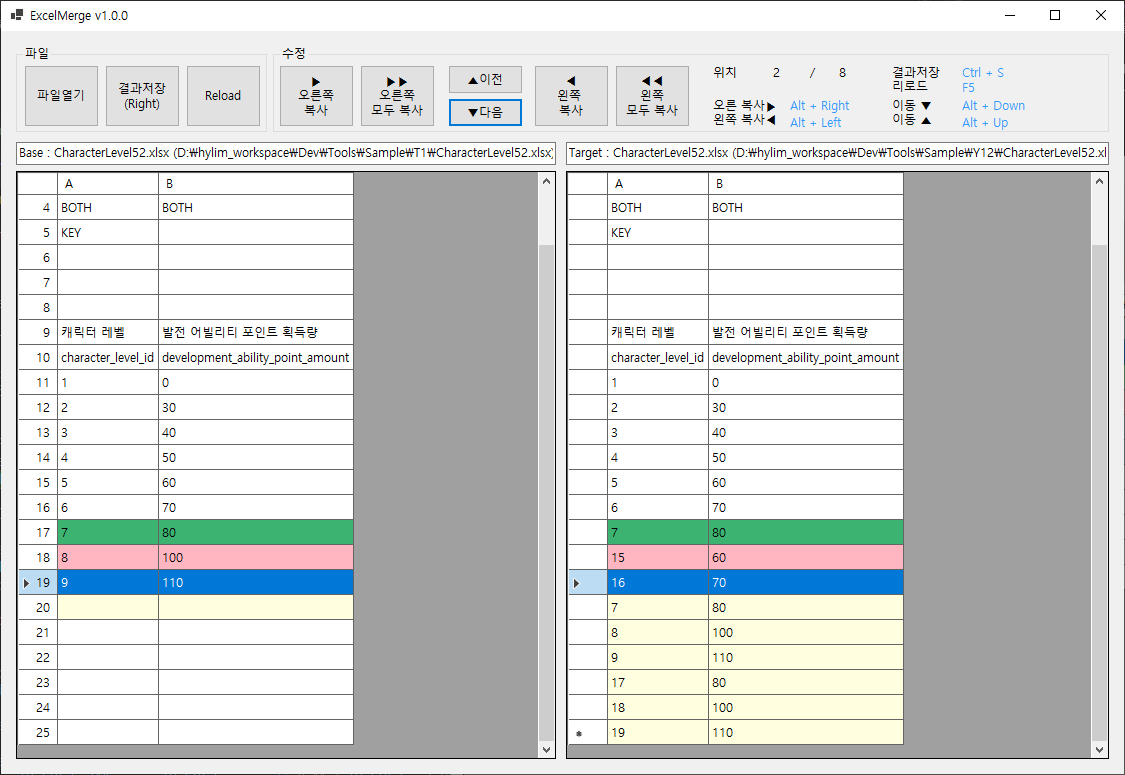 ExcelMerge v1.0.0
파일
수정
파일열기
결과저장
(Right)
Reload
▶
오른쪽
복사
▶▶
오른쪽
모두 복사
▲이전
▼다음
◀
왼쪽
복사
◀◀
왼쪽
모두 복사
위치 2 / 8
오른 복사▶ Alt + Right
왼쪽 복사◀ Alt + Left
결과저장 Ctrl + S
리로드 F5
이동 ▼ Alt + Down
이동 ▲ Alt + Up
Base : CharacterLevel52.xlsx (D:₩hylim_workspace₩Dev₩Tools₩Sample₩T1₩CharacterLevel52.xlsx)
A B
4 BOTH BOTH
5 KEY
6
7
8
9 캐릭터 레벨 발전 어빌리티 포인트 획득량
10 character_level_id development_ability_point_amount
11 1 0
12 2 30
13 3 40
14 4 50
15 5 60
16 6 70
17 7 80
18 8 100
19 9 110
20
21
22
23
24
25
Target : CharacterLevel52.xlsx (D:₩hylim_workspace₩Dev₩Tools₩Sample₩Y12₩CharacterLevel52.xl
A B
BOTH BOTH
KEY
캐릭터 레벨 발전 어빌리티 포인트 획득량
character_level_id development_ability_point_amount
1 0
2 30
3 40
4 50
5 60
6 70
7 80
15 60
16 70
7 80
8 100
9 110
17 80
18 100
19 110